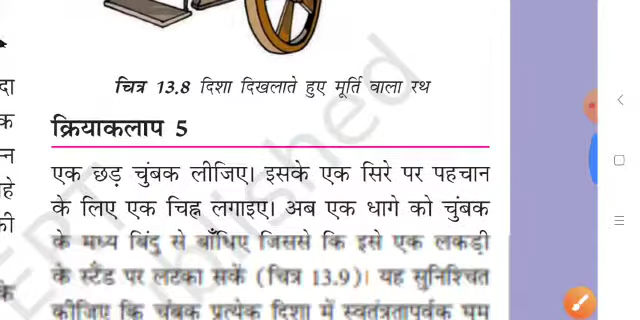 चित्र 13.8 दिशा दिखलाते हुए मूर्ति वाला रथ
क्रियाकलाप 5
एक छड़ चुंबक लीजिए। इसके एक सिरे पर पहचान
के लिए एक चिह्न लगाइए। अब एक धागे को चुंबक
के मध्य बिंदु से बाँधिए जिससे कि इसे एक लकड़ी
के स्टैंड पर लटका सकें (चित्र 13.9)। यह सुनिश्चित
कीजिए कि चुंबक प्रत्येक दिशा में स्वतंत्रतापूर्वक घूम